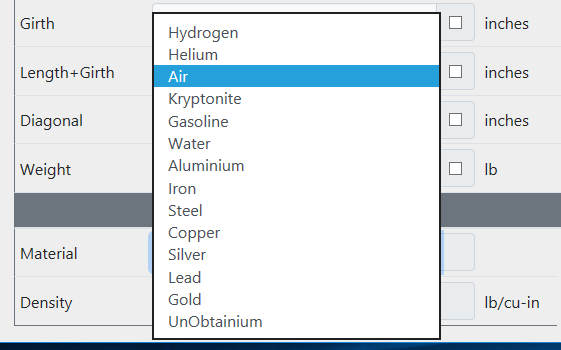 Girth inches
Length+Girth inches
Diagonal inches
Weight lb
Material
Density lb/cu-in
Hydrogen
Helium
Air
Kryptonite
Gasoline
Water
Aluminium
Iron
Steel
Copper
Silver
Lead
Gold
UnObtainium